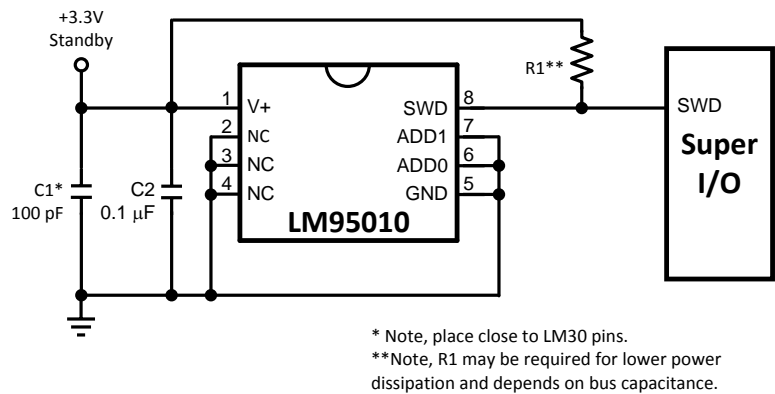 +3.3V
Standby
R1**
1
V+
SWD
8
SWD
2
NC
ADD1
7
Super
I/O
3
NC
ADD0
6
C1*
100 pF
C2
0.1 μF
4
NC
GND
5
LM95010
* Note, place close to LM30 pins.
**Note, R1 may be required for lower power
dissipation and depends on bus capacitance.